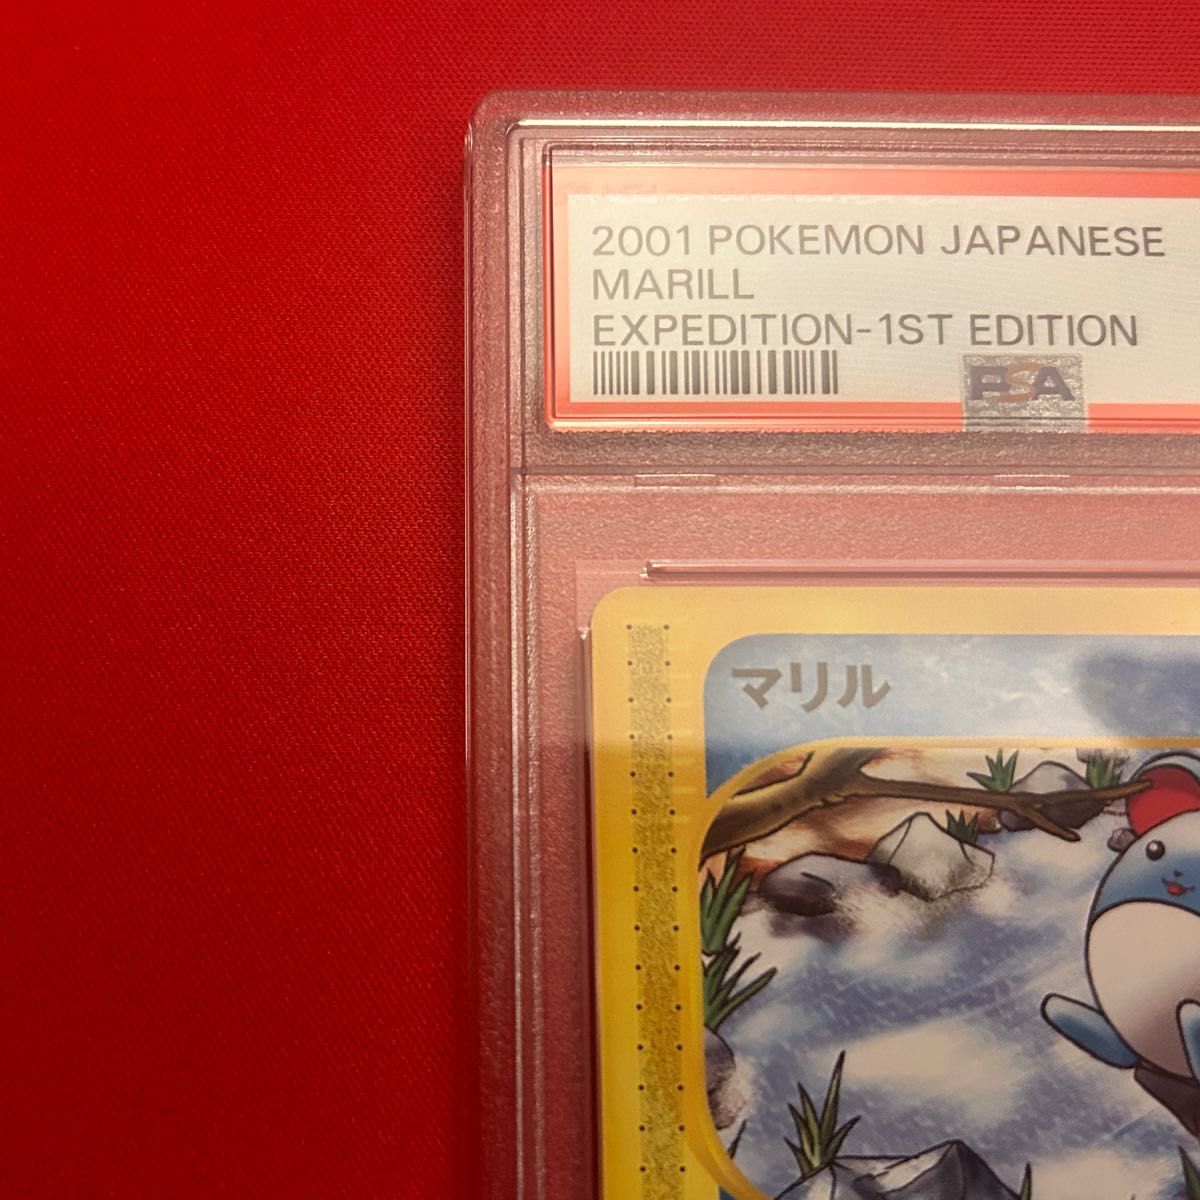 2001 POKEMON JAPANESE
MARILL
EXPEDITION-1ST EDITION
PSA
マリル